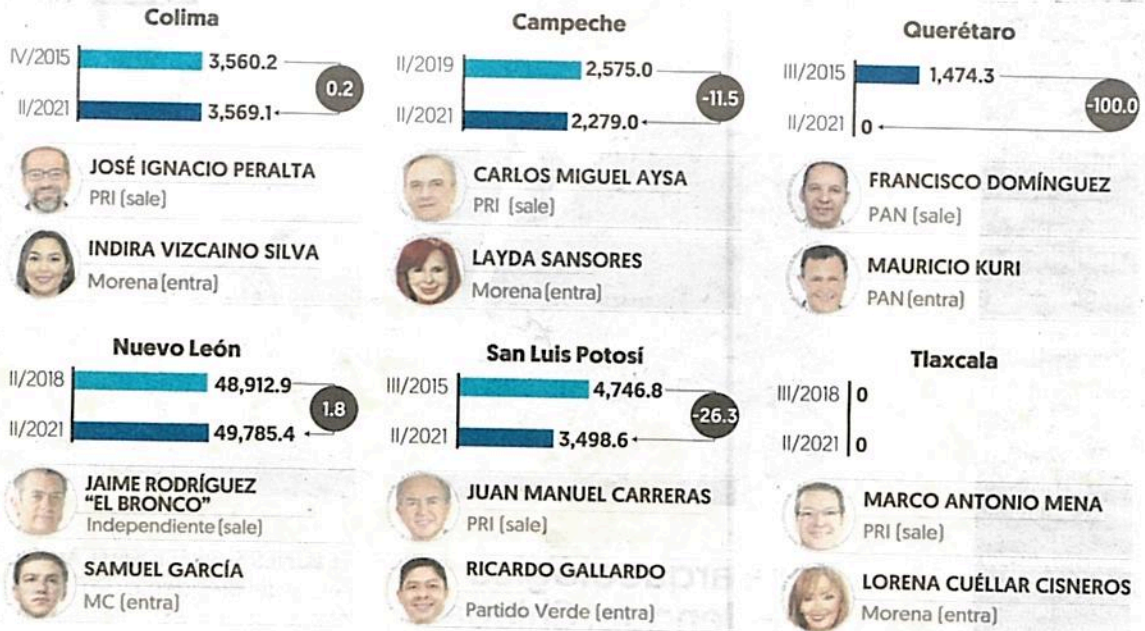 Colima
IV/2015 3,560.2
0.2
II/2021 3,569.1
JOSÉ IGNACIO PERALTA
PRI (sale)
INDIRA VIZCAINO SILVA
Morena (entra)
Campeche
II/2019 2,575.0
-11.5
II/2021 2,279.0
CARLOS MIGUEL AYSA
PRI (sale)
LAYDA SANSORES
Morena (entra)
Querétaro
III/2015 1,474.3
-100.0
II/2021 0
FRANCISCO DOMÍNGUEZ
PAN (sale)
MAURICIO KURI
PAN (entra)
Nuevo León
II/2018 48,912.9
1.8
II/2021 49,785.4
JAIME RODRÍGUEZ
"EL BRONCO"
Independiente (sale)
SAMUEL GARCÍA
MC (entra)
San Luis Potosí
III/2015 4,746.8
-26.3
II/2021 3,498.6
JUAN MANUEL CARRERAS
PRI (sale)
RICARDO GALLARDO
Partido Verde (entra)
Tlaxcala
III/2018 0
II/2021 0
MARCO ANTONIO MENA
PRI (sale)
LORENA CUÉLLAR CISNEROS
Morena (entra)